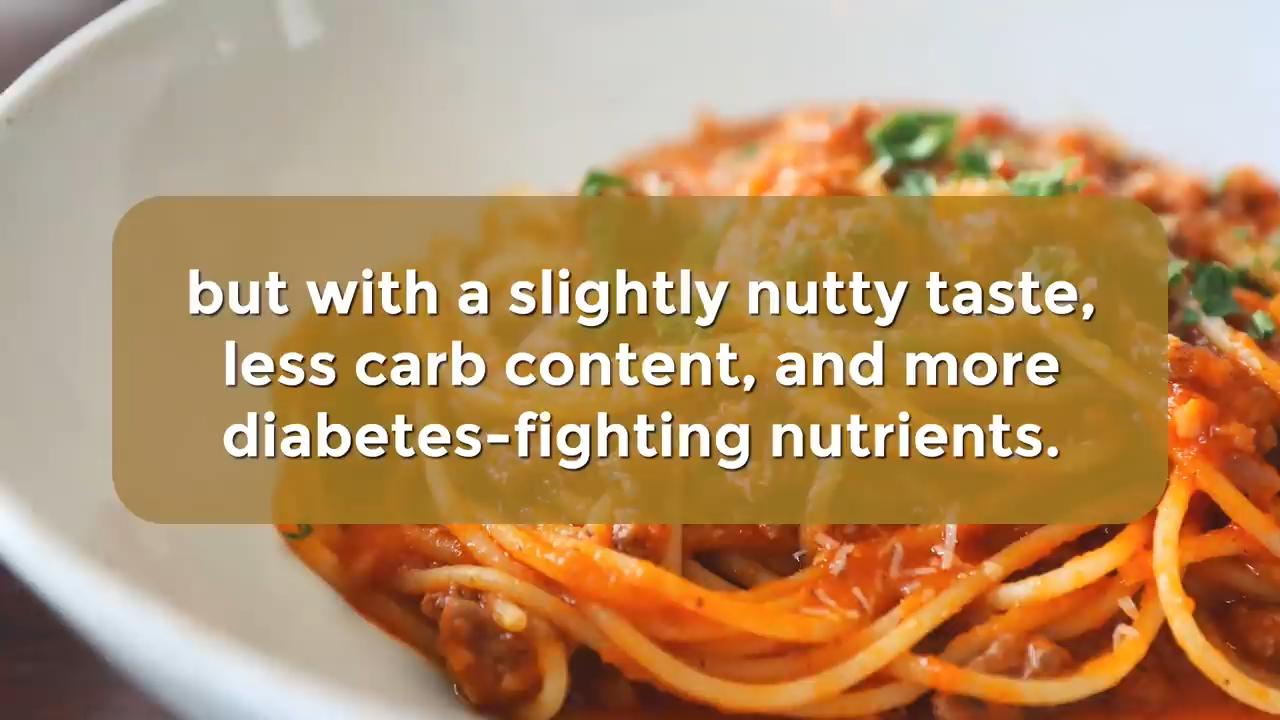 but with a slightly nutty taste,
less carb content, and more
diabetes-fighting nutrients.